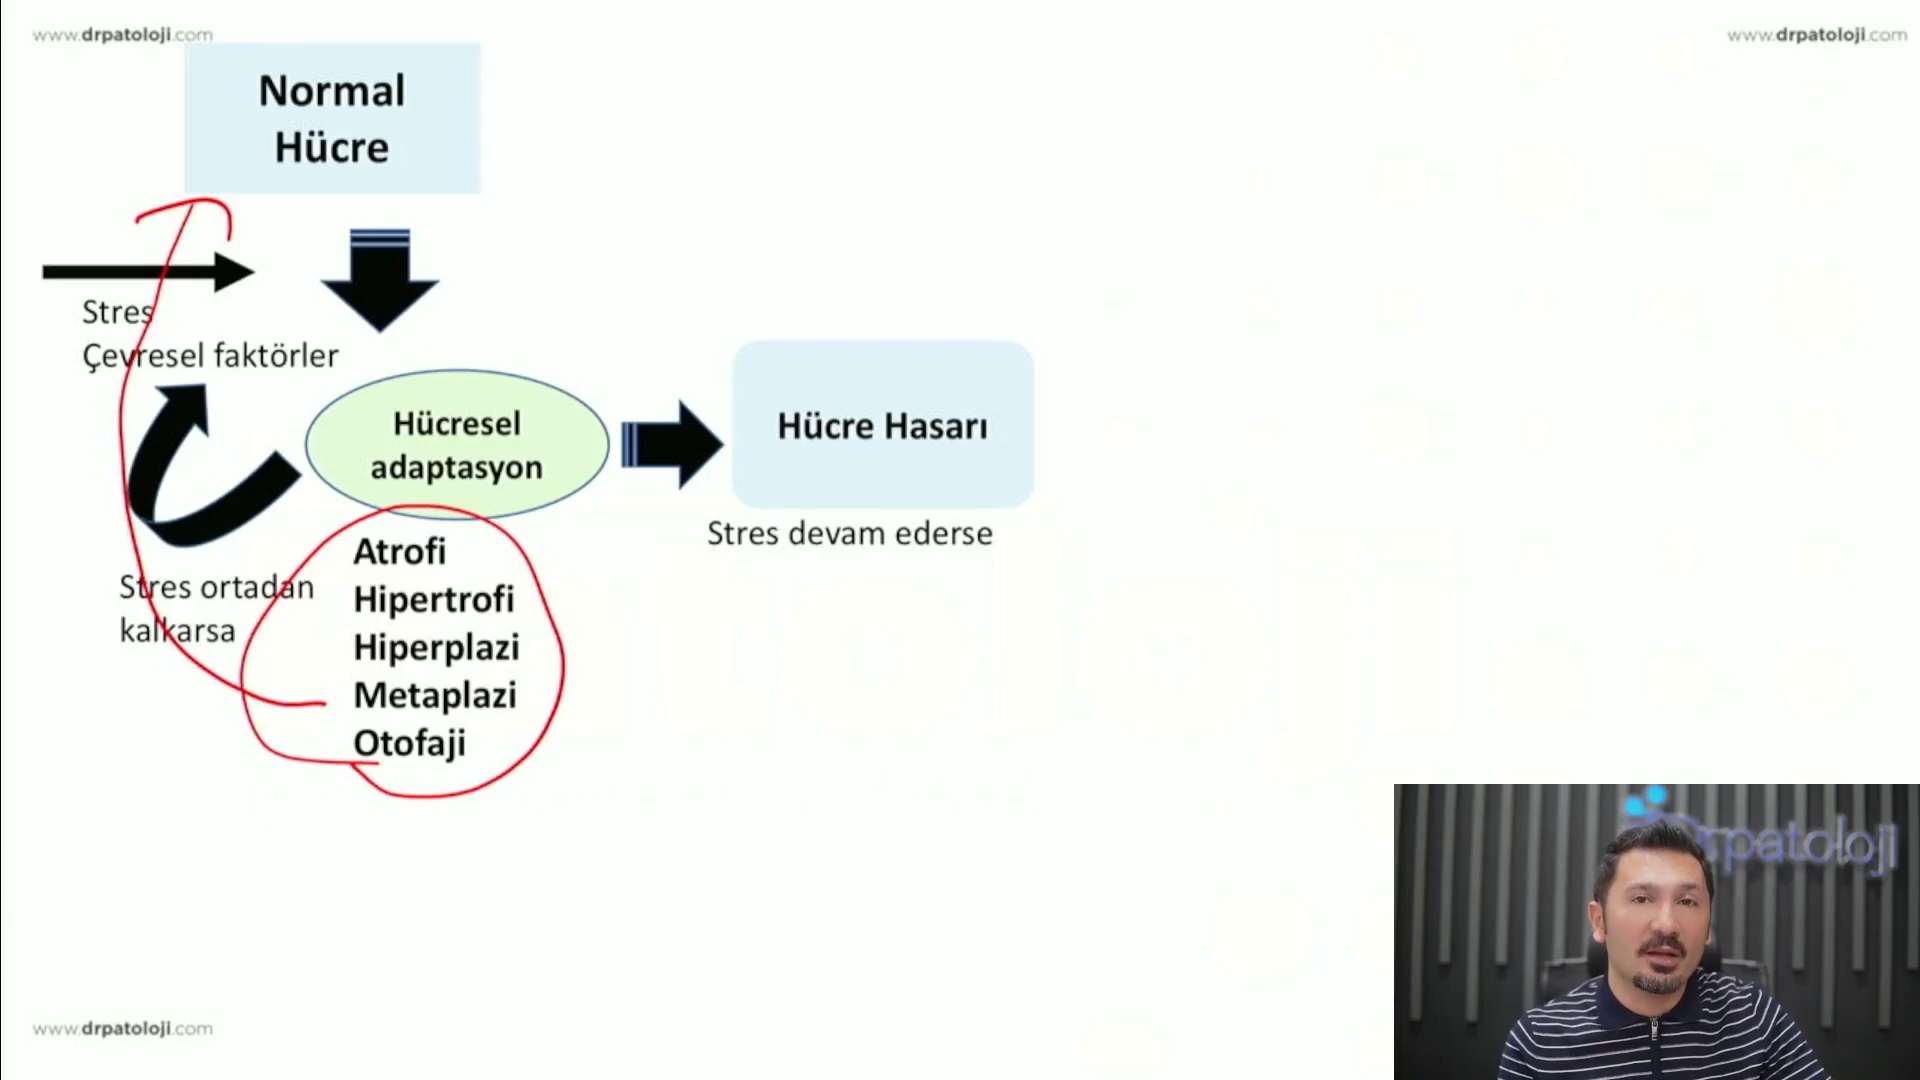 www.drpatoloji.com
www.drpatoloji.com
Normal
Hücre
Stres
Çevresel faktörler
Hücresel
adaptasyon
Hücre Hasarı
Stres devam ederse
Stres ortadan
kalkarsa
Atrofi
Hipertrofi
Hiperplazi
Metaplazi
Otofaji
Drpatoloji
www.drpatoloji.com